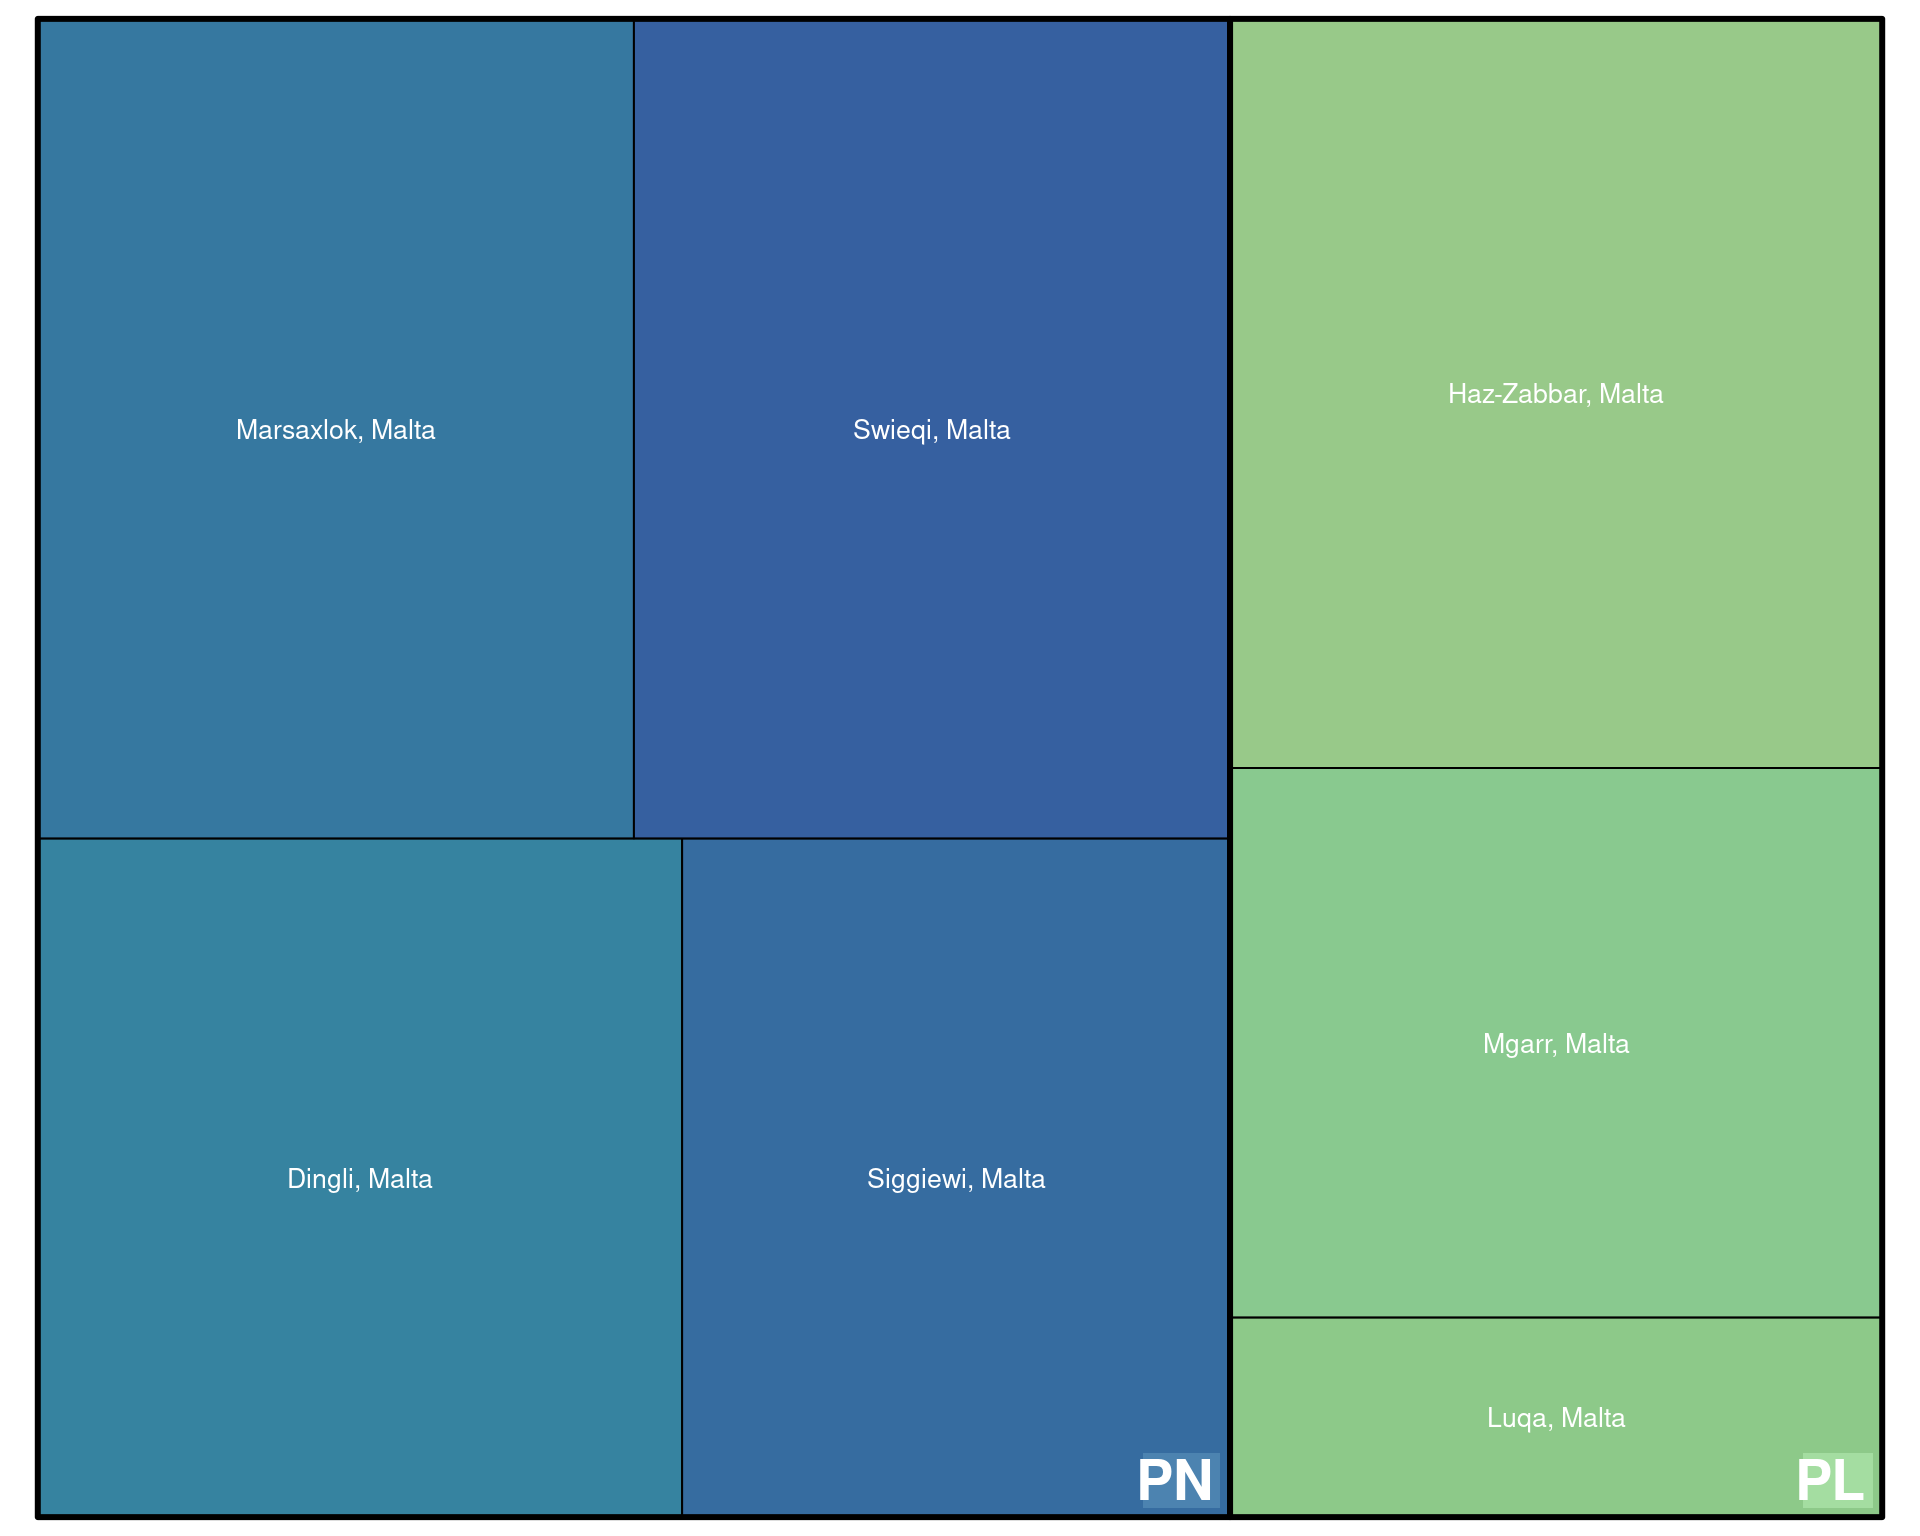 Marsaxlok, Malta
Swieqi, Malta
Haz-Zabbar, Malta
Mgarr, Malta
Dingli, Malta
Siggiewi, Malta
Luqa, Malta
PN
PL